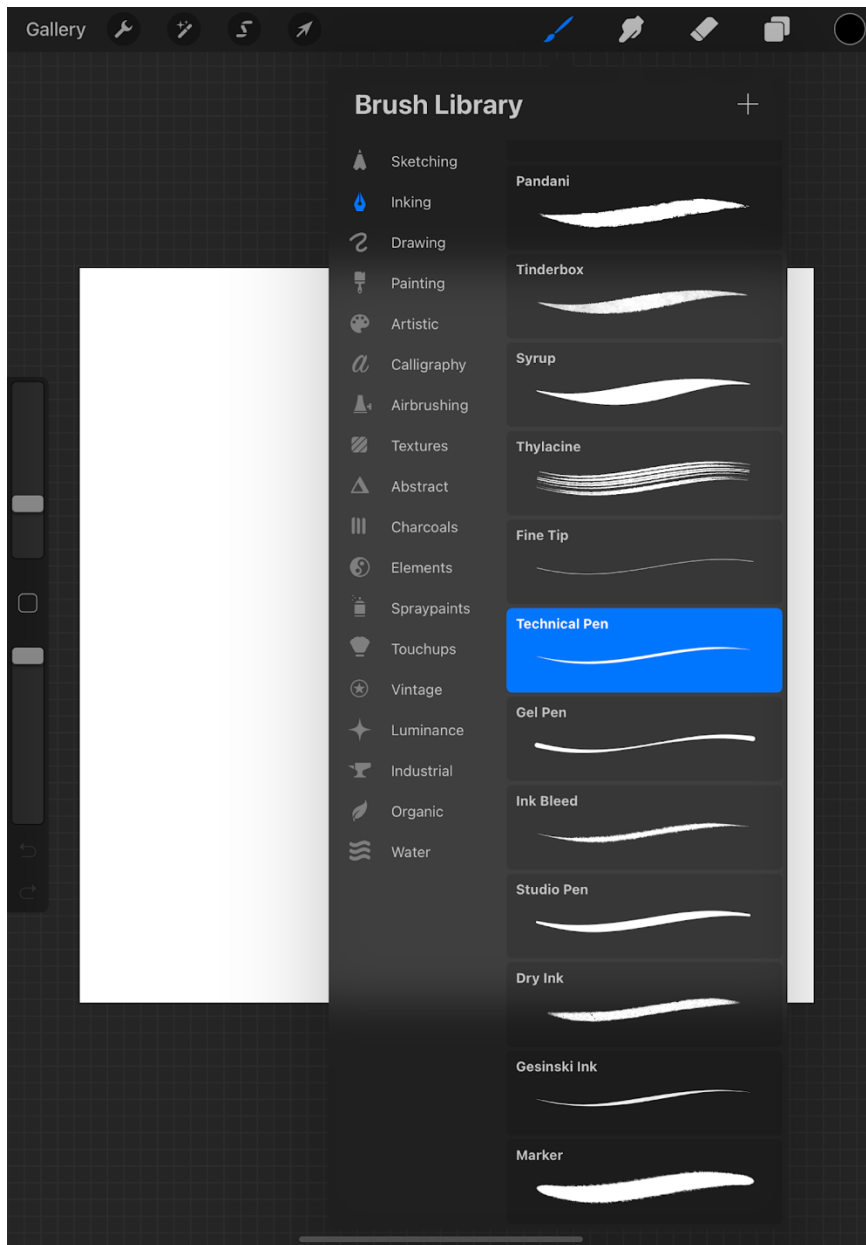 Gallery
Brush Library
Sketching
Inking
Drawing
Painting
Artistic
Calligraphy
Airbrushing
Textures
Abstract
Charcoals
Elements
Spraypaints
Touchups
Vintage
Luminance
Industrial
Organic
Water
Pandani
Tinderbox
Syrup
Thylacine
Fine Tip
Technical Pen
Gel Pen
Ink Bleed
Studio Pen
Dry Ink
Gesinski Ink
Marker